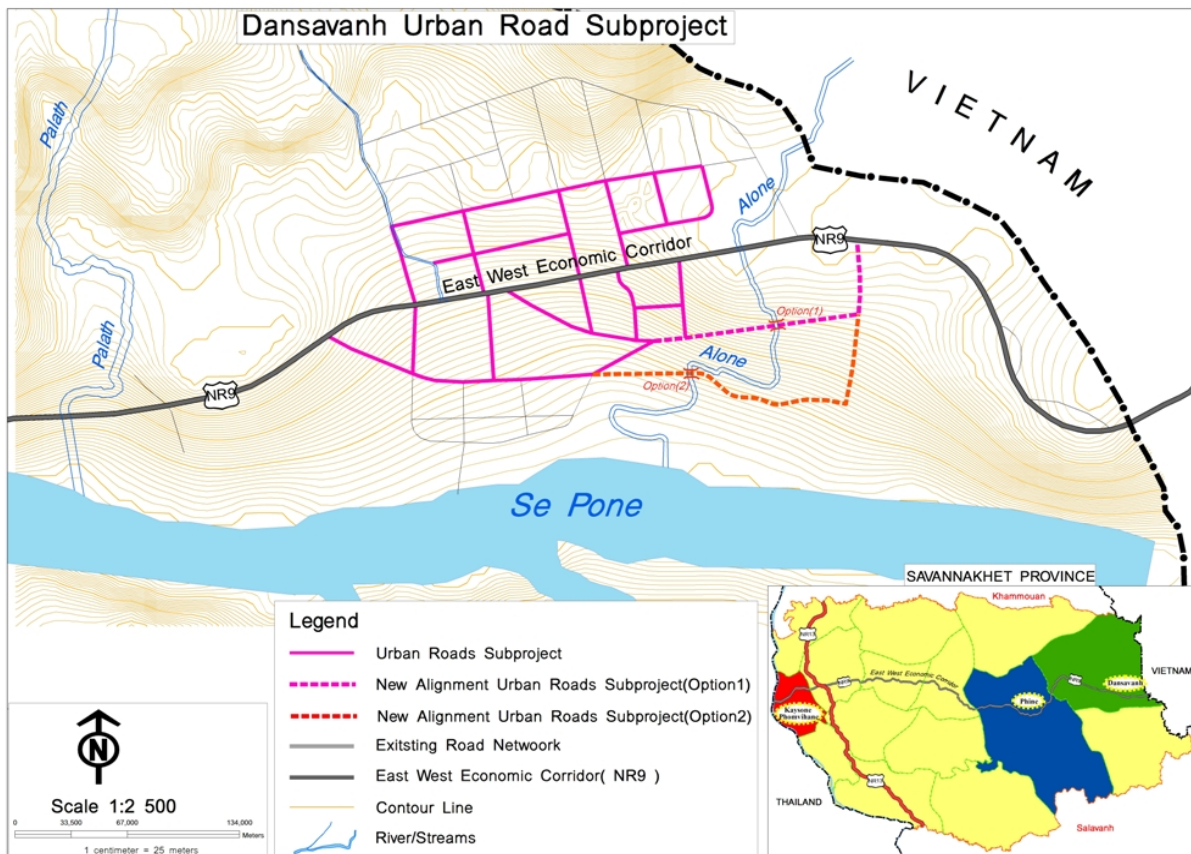 Dansavanh Urban Road Subproject
VIETNAM
Palath
Palath
Alone
Alone
East West Economic Corridor
NR9
NR9
Option(1)
Option(2)
Se Pone
Legend
Urban Roads Subproject
New Alignment Urban Roads Subproject(Option1)
New Alignment Urban Roads Subproject(Option2)
Exitsting Road Netwoork
East West Economic Corridor( NR9 )
Contour Line
River/Streams
N
Scale 1:2 500
0 33,500 67,000 134,000
Meters
1 centimeter = 25 meters
SAVANNAKHET PROVINCE
Khammouan
NR13
VIETNAM
East West Economic Corridor
NR9
NR9
Dansavanh
Phine
Kaysone
Phomvihane
NR13
THAILAND
Salavanh